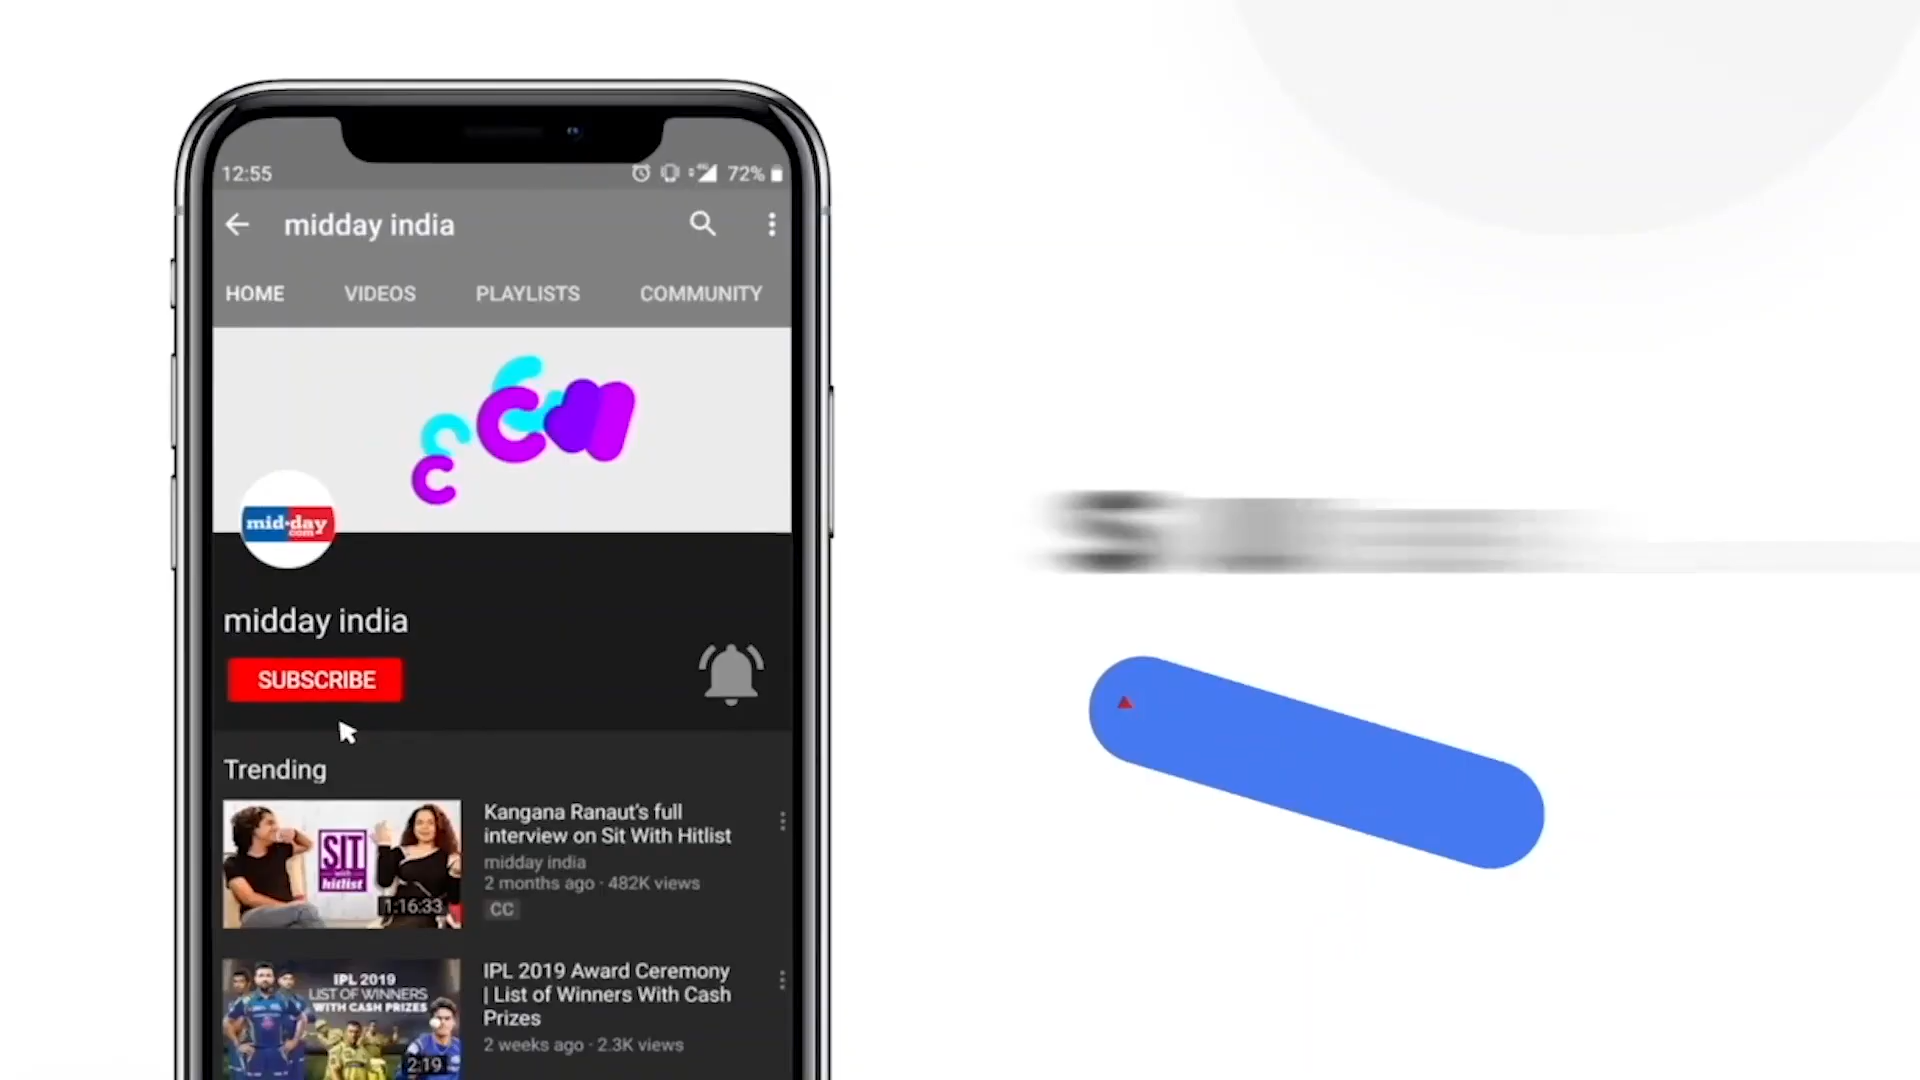 12:55
72%
midday india
HOME VIDEOS PLAYLISTS COMMUNITY
mid-day
.com
midday india
SUBSCRIBE
Trending
SIT
with
hitlist
1:16:33
Kangana Ranaut's full
interview on Sit With Hitlist
midday india
2 months ago · 482K views
CC
IPL 2019
LIST OF WINNERS
WITH CASH PRIZES
2:19
IPL 2019 Award Ceremony
| List of Winners With Cash
Prizes
2 weeks ago · 2.3K views